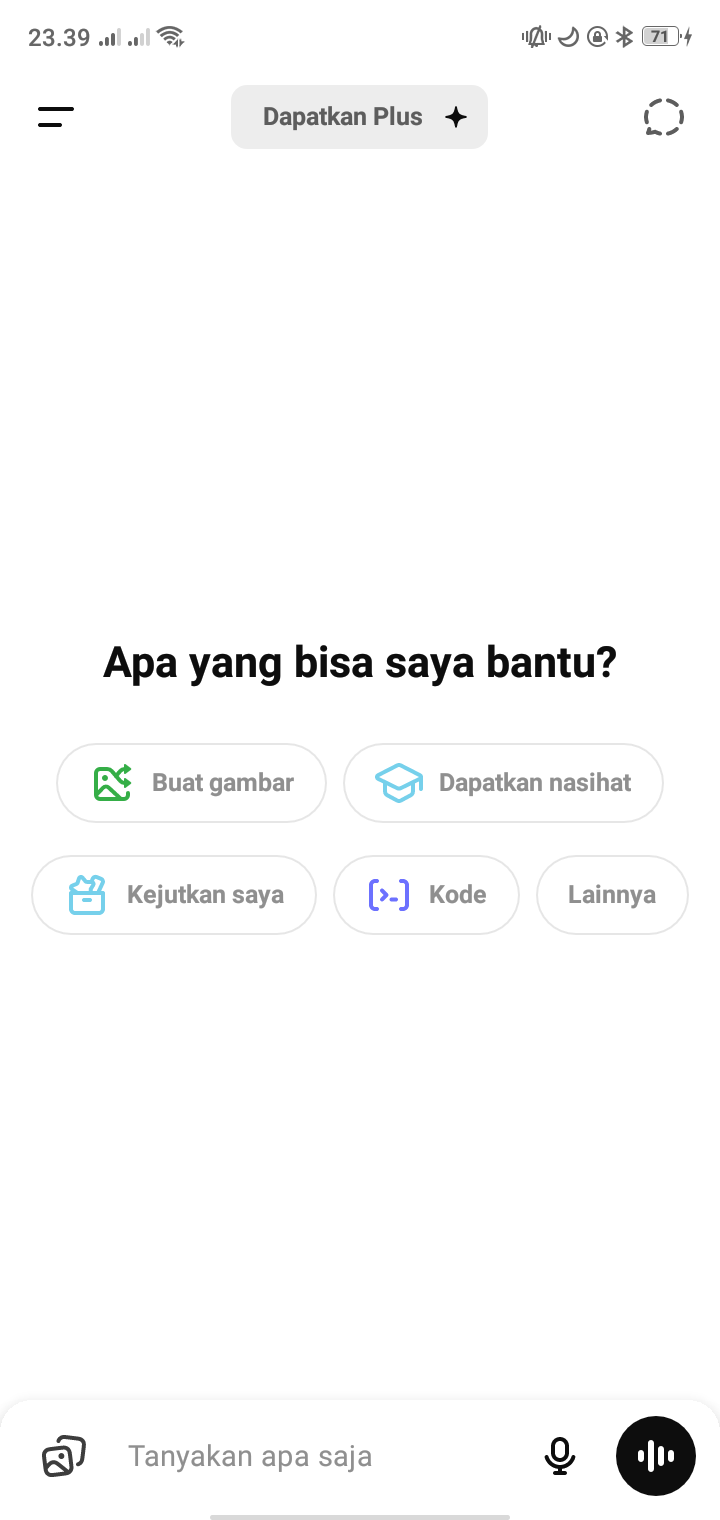 23.39
71
Dapatkan Plus
Apa yang bisa saya bantu?
Buat gambar
Dapatkan nasihat
Kejutkan saya
Kode
Lainnya
Tanyakan apa saja